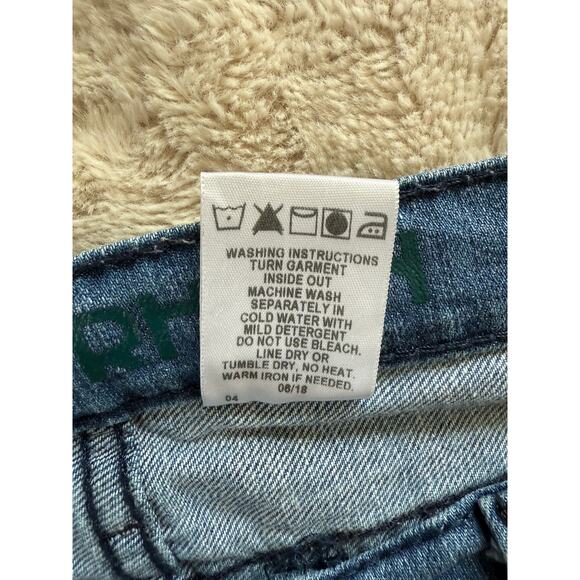 WASHING INSTRUCTIONS
TURN GARMENT
INSIDE OUT
MACHINE WASH
SEPARATELY IN
COLD WATER WITH
MILD DETERGENT
DO NOT USE BLEACH.
LINE DRY OR
TUMBLE DRY, NO HEAT.
WARM IRON IF NEEDED.
06/18
04